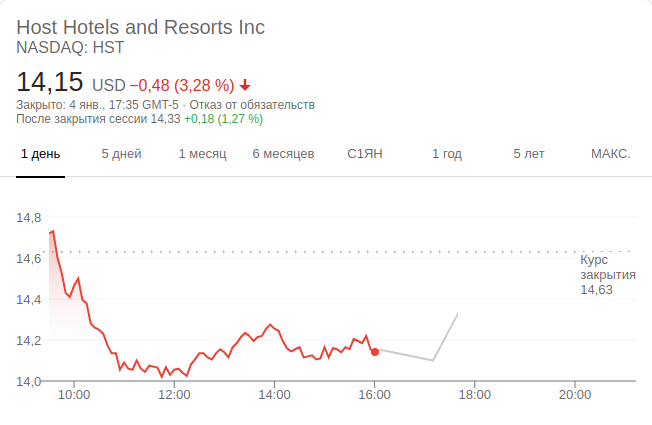 Host Hotels and Resorts Inc
NASDAQ: HST
14,15 USD −0,48 (3,28 %)
Закрыто: 4 янв., 17:35 GMT-5 · Отказ от обязательств
После закрытия сессии 14,33 +0,18 (1,27 %)
1 день 5 дней 1 месяц 6 месяцев С1ЯН 1 год 5 лет МАКС.
14,8
14,6
14,4
14,2
14,0
Курс
закрытия
14,63
10:00 12:00 14:00 16:00 18:00 20:00